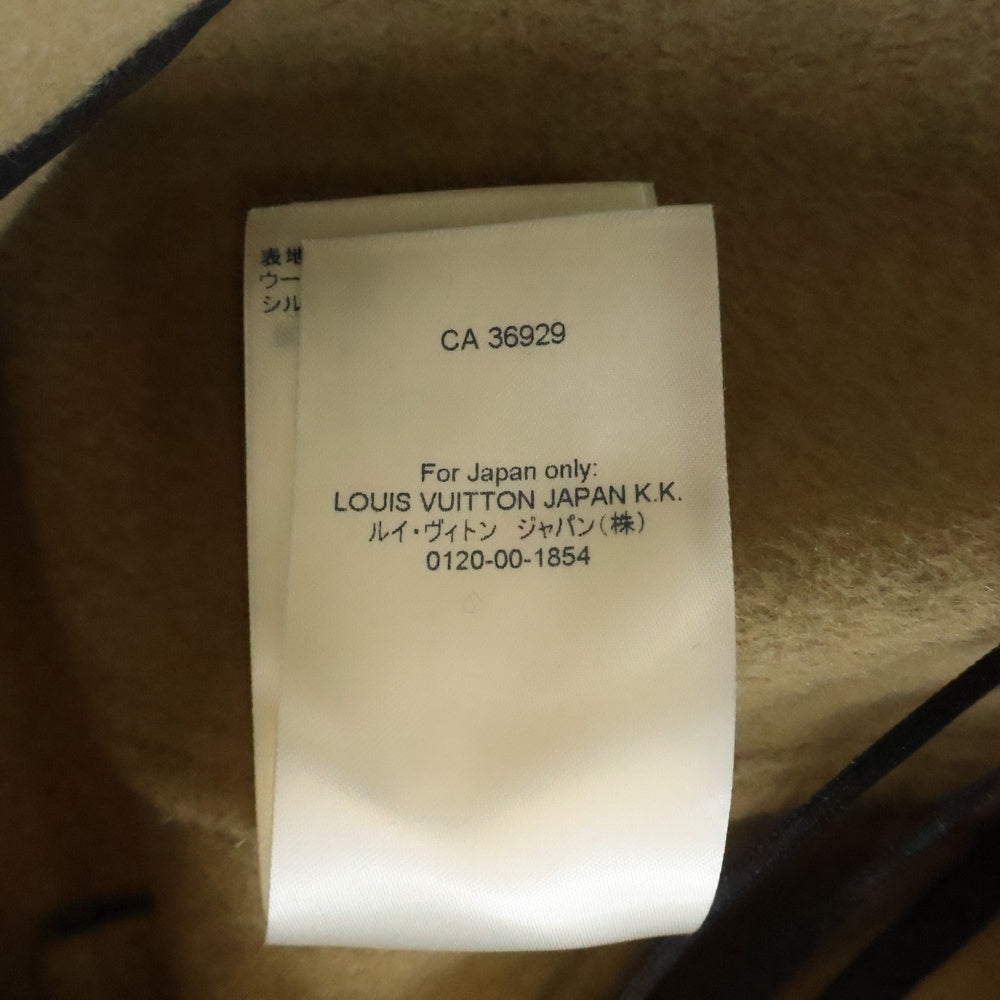 表地
ウー
シル
CA 36929
For Japan only:
LOUIS VUITTON JAPAN K.K.
ルイ・ヴィトン ジャパン(株)
0120-00-1854